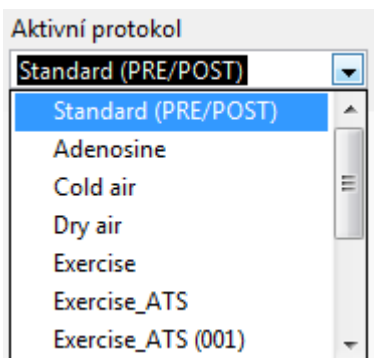 Aktivní protokol
Standard (PRE/POST)
Standard (PRE/POST)
Adenosine
Cold air
Dry air
Exercise
Exercise_ATS
Exercise_ATS (001)